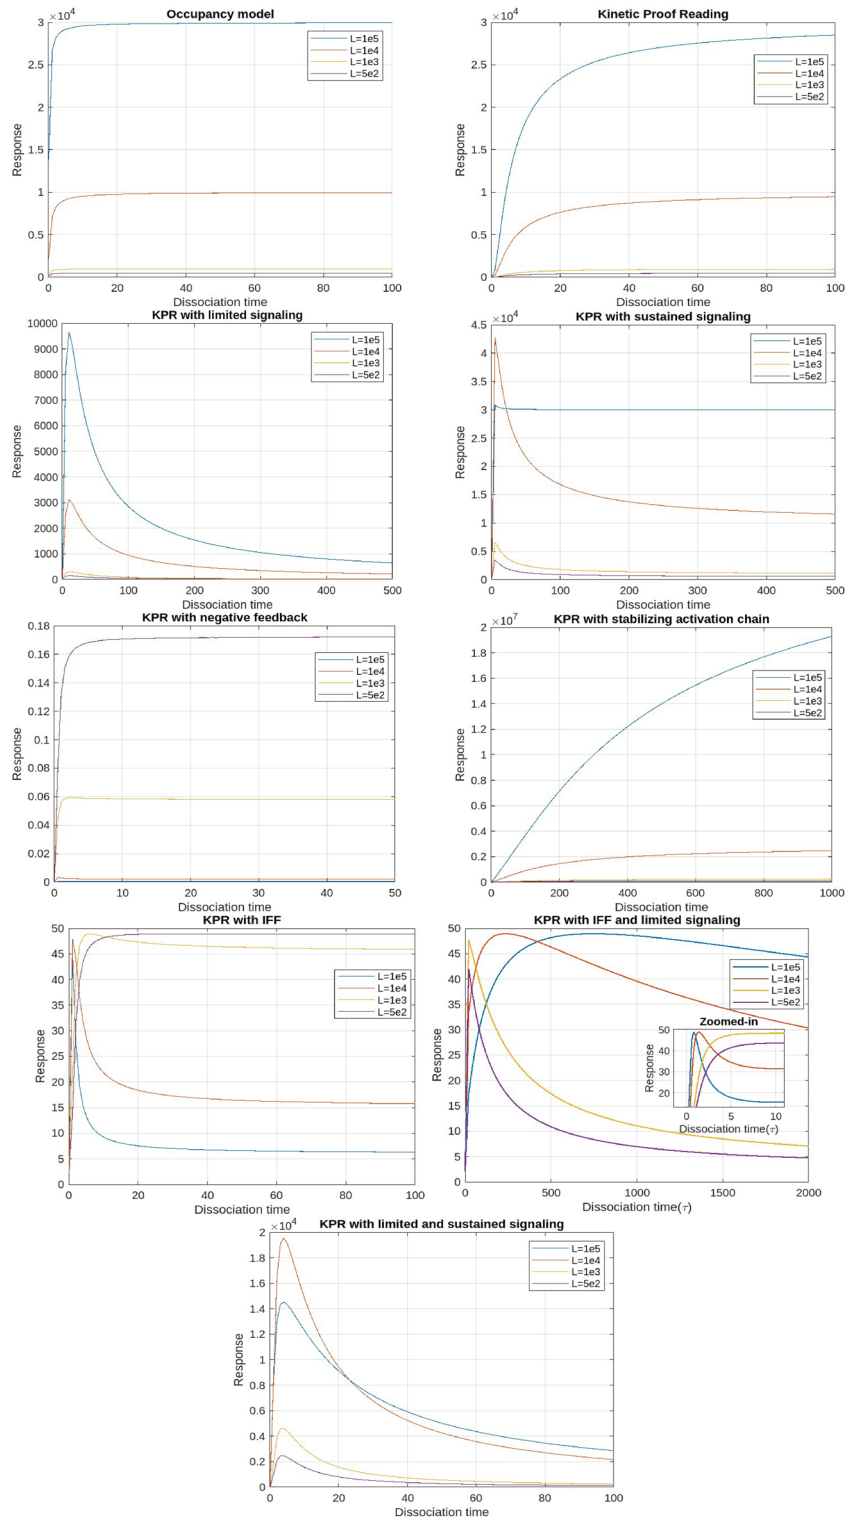 Occupancy model
×10⁴
3
2.5
2
1.5
1
0.5
0
Response
0 20 40 60 80 100
Dissociation time
L=1e5
L=1e4
L=1e3
L=5e2
Kinetic Proof Reading
×10⁴
3
2.5
2
1.5
1
0.5
0
Response
0 20 40 60 80 100
Dissociation time
L=1e5
L=1e4
L=1e3
L=5e2
KPR with limited signaling
10000
9000
8000
7000
6000
5000
4000
3000
2000
1000
0
Response
0 100 200 300 400 500
Dissociation time
L=1e5
L=1e4
L=1e3
L=5e2
KPR with sustained signaling
×10⁴
4.5
4
3.5
3
2.5
2
1.5
1
0.5
0
Response
0 100 200 300 400 500
Dissociation time
L=1e5
L=1e4
L=1e3
L=5e2
KPR with negative feedback
0.18
0.16
0.14
0.12
0.1
0.08
0.06
0.04
0.02
0
Response
0 10 20 30 40 50
Dissociation time
L=1e5
L=1e4
L=1e3
L=5e2
KPR with stabilizing activation chain
×10⁷
2
1.8
1.6
1.4
1.2
1
0.8
0.6
0.4
0.2
0
Response
0 200 400 600 800 1000
Dissociation time
L=1e5
L=1e4
L=1e3
L=5e2
KPR with IFF
50
45
40
35
30
25
20
15
10
5
0
Response
0 20 40 60 80 100
Dissociation time
L=1e5
L=1e4
L=1e3
L=5e2
KPR with IFF and limited signaling
50
45
40
35
30
25
20
15
10
5
0
Response
0 500 1000 1500 2000
Dissociation time(τ)
L=1e5
L=1e4
L=1e3
L=5e2
Zoomed-in
50
40
30
20
Response
0 5 10
Dissociation time(τ)
KPR with limited and sustained signaling
×10⁴
2
1.8
1.6
1.4
1.2
1
0.8
0.6
0.4
0.2
0
Response
0 20 40 60 80 100
Dissociation time
L=1e5
L=1e4
L=1e3
L=5e2